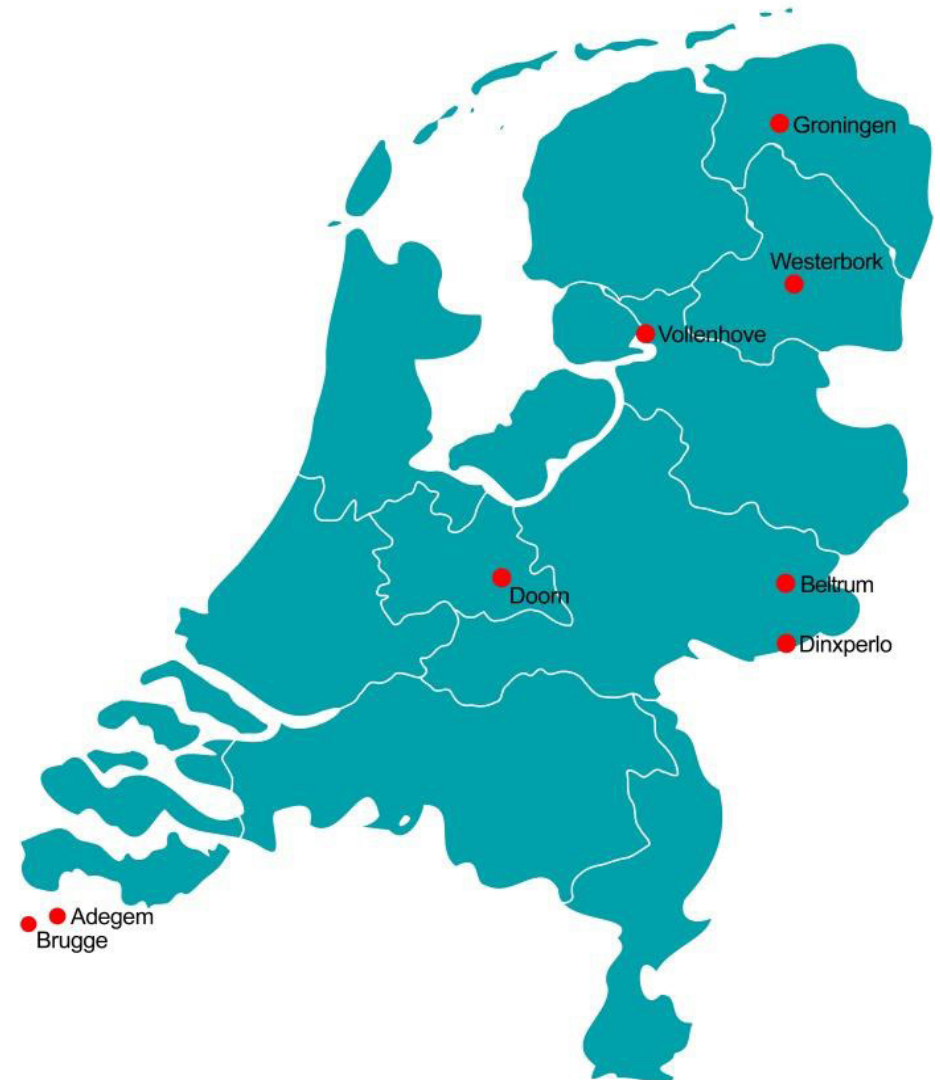 Groningen
Westerbork
Vollenhove
Doorn
Beltrum
Dinxperlo
Adegem
Brugge